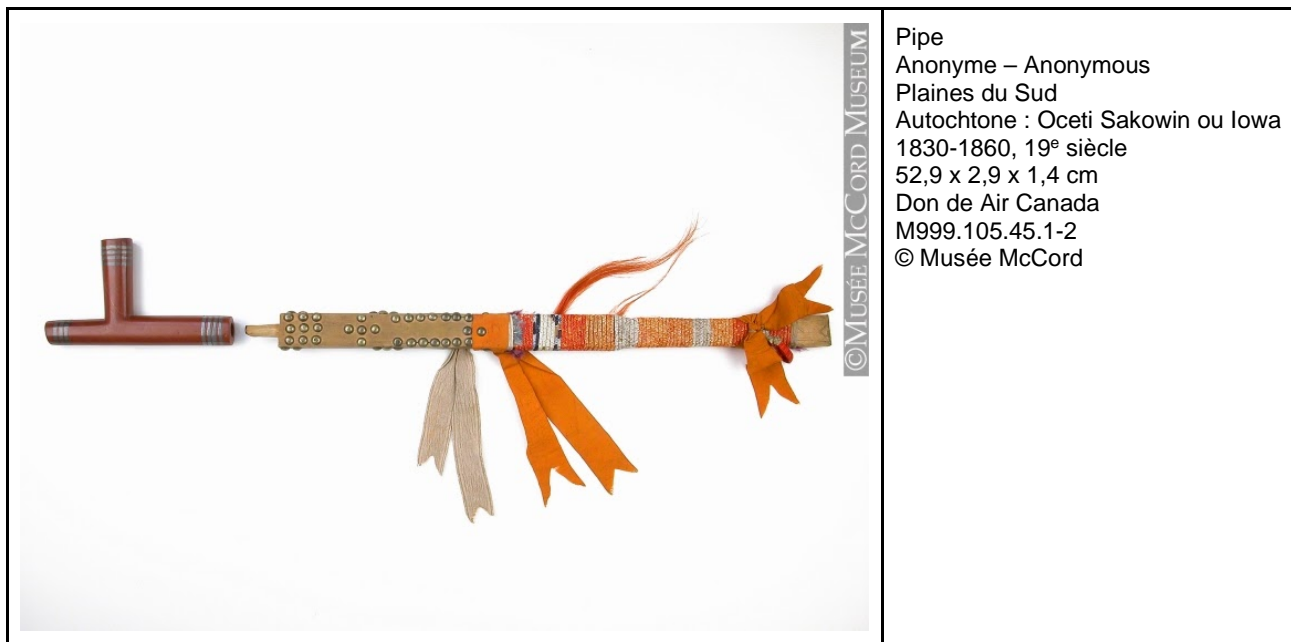 ©MUSÉE MCCORD MUSEUM
Pipe
Anonyme – Anonymous
Plaines du Sud
Autochtone : Oceti Sakowin ou Iowa
1830-1860, 19e siècle
52,9 x 2,9 x 1,4 cm
Don de Air Canada
M999.105.45.1-2
© Musée McCord